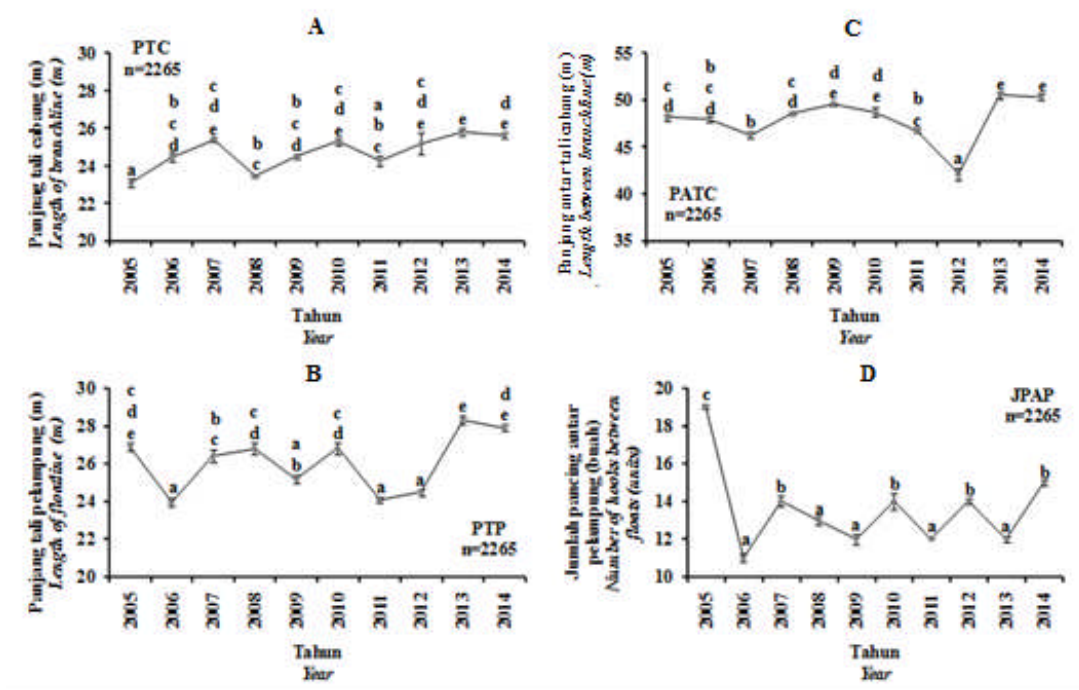 A
Panjnag tali cabang (m)
Length of branchline (m)
PTC
n=2265
30
28
26
24
22
20
a
b
c
d
c
d
e
b
c
b
c
d
c
d
e
a
b
c
c
d
e
e
d
e
2005 2006 2007 2008 2009 2010 2011 2012 2013 2014
Tahun
Year
C
Panjang antar tali cabang (m)
Length between branchline (m)
55
50
45
40
35
c
d
b
c
d
b
c
d
d
e
d
e
b
c
a
e
e
PATC
n=2265
2005 2006 2007 2008 2009 2010 2011 2012 2013 2014
Tahun
Year
B
Panjang tali pelampung (m)
Length of floatline (m)
30
28
26
24
22
20
c
d
e
a
b
c
c
d
a
b
c
d
a
a
e
d
e
PTP
n=2265
2005 2006 2007 2008 2009 2010 2011 2012 2013 2014
Tahun
Year
D
Jumlah pancing antar
pelampung (buah)
Number of hooks between
floats (units)
JPAP
n=2265
20
18
16
14
12
10
c
a
b
a
a
b
a
b
a
b
2005 2006 2007 2008 2009 2010 2011 2012 2013 2014
Tahun
Year